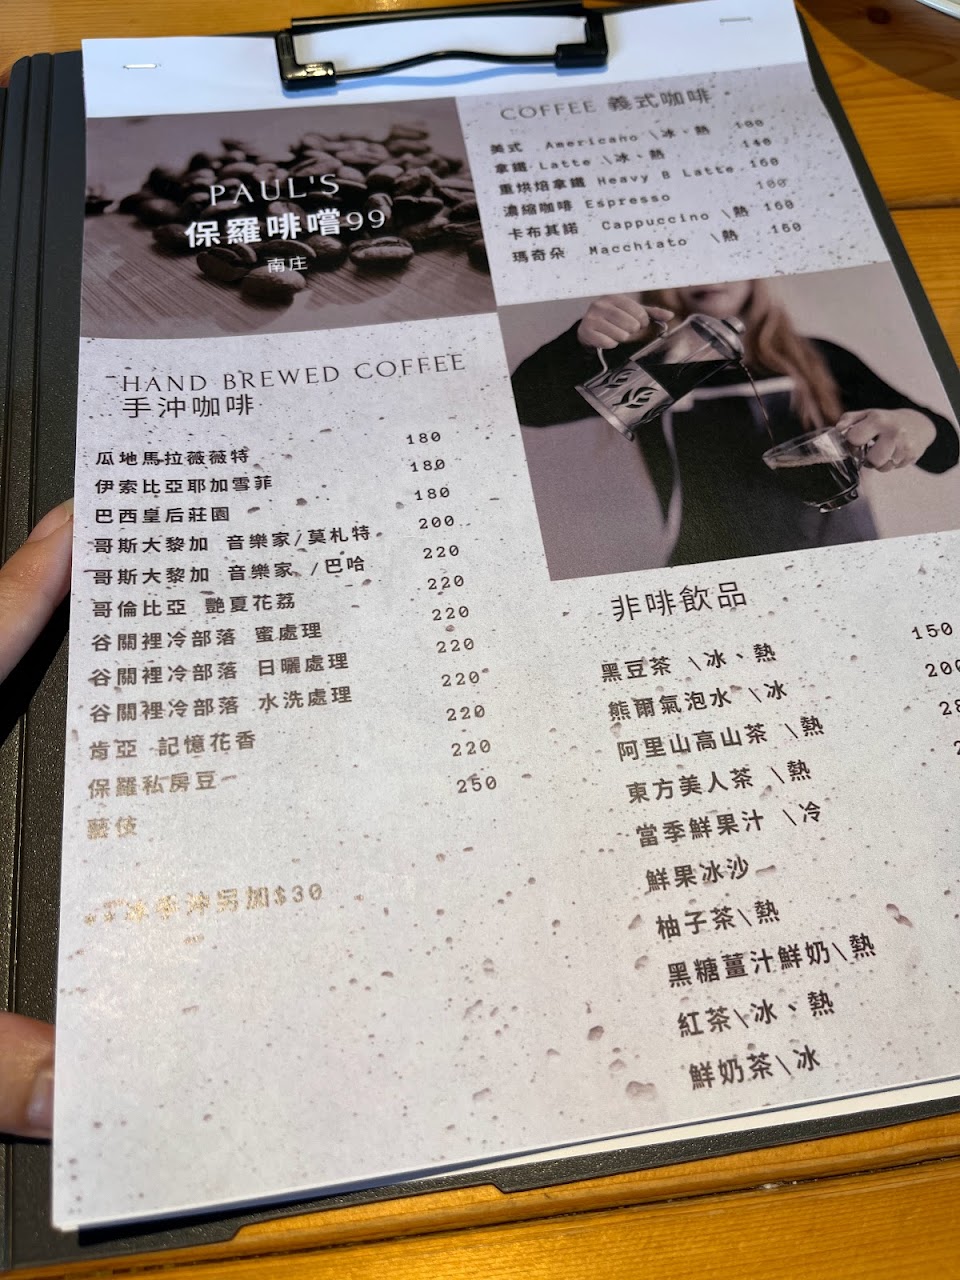 PAUL'S
保羅啡嚐99
南庄
COFFEE 義式咖啡
美式 Americano \冰、熱 100
拿鐵 Latte \冰、熱 140
重烘焙拿鐵 Heavy B Latte 160
濃縮咖啡 Espresso 100
卡布其諾 Cappuccino \熱 160
瑪奇朵 Macchiato \熱 160
HAND BREWED COFFEE
手沖咖啡
瓜地馬拉薇薇特 180
伊索比亞耶加雪菲 180
巴西皇后莊園 180
哥斯大黎加 音樂家/莫札特 200
哥斯大黎加 音樂家 /巴哈 220
哥倫比亞 艷夏花荔 220
谷關裡冷部落 蜜處理 220
谷關裡冷部落 日曬處理 220
谷關裡冷部落 水洗處理 220
肯亞 記憶花香 220
保羅私房豆 220
藝伎 250
沖另加$30
非啡飲品
黑豆茶 \冰、熱 150
熊爾氣泡水 \冰 200
阿里山高山茶 \熱
東方美人茶 \熱
當季鮮果汁 \冷
鮮果冰沙
柚子茶\熱
黑糖薑汁鮮奶\熱
紅茶\冰、熱
鮮奶茶\冰